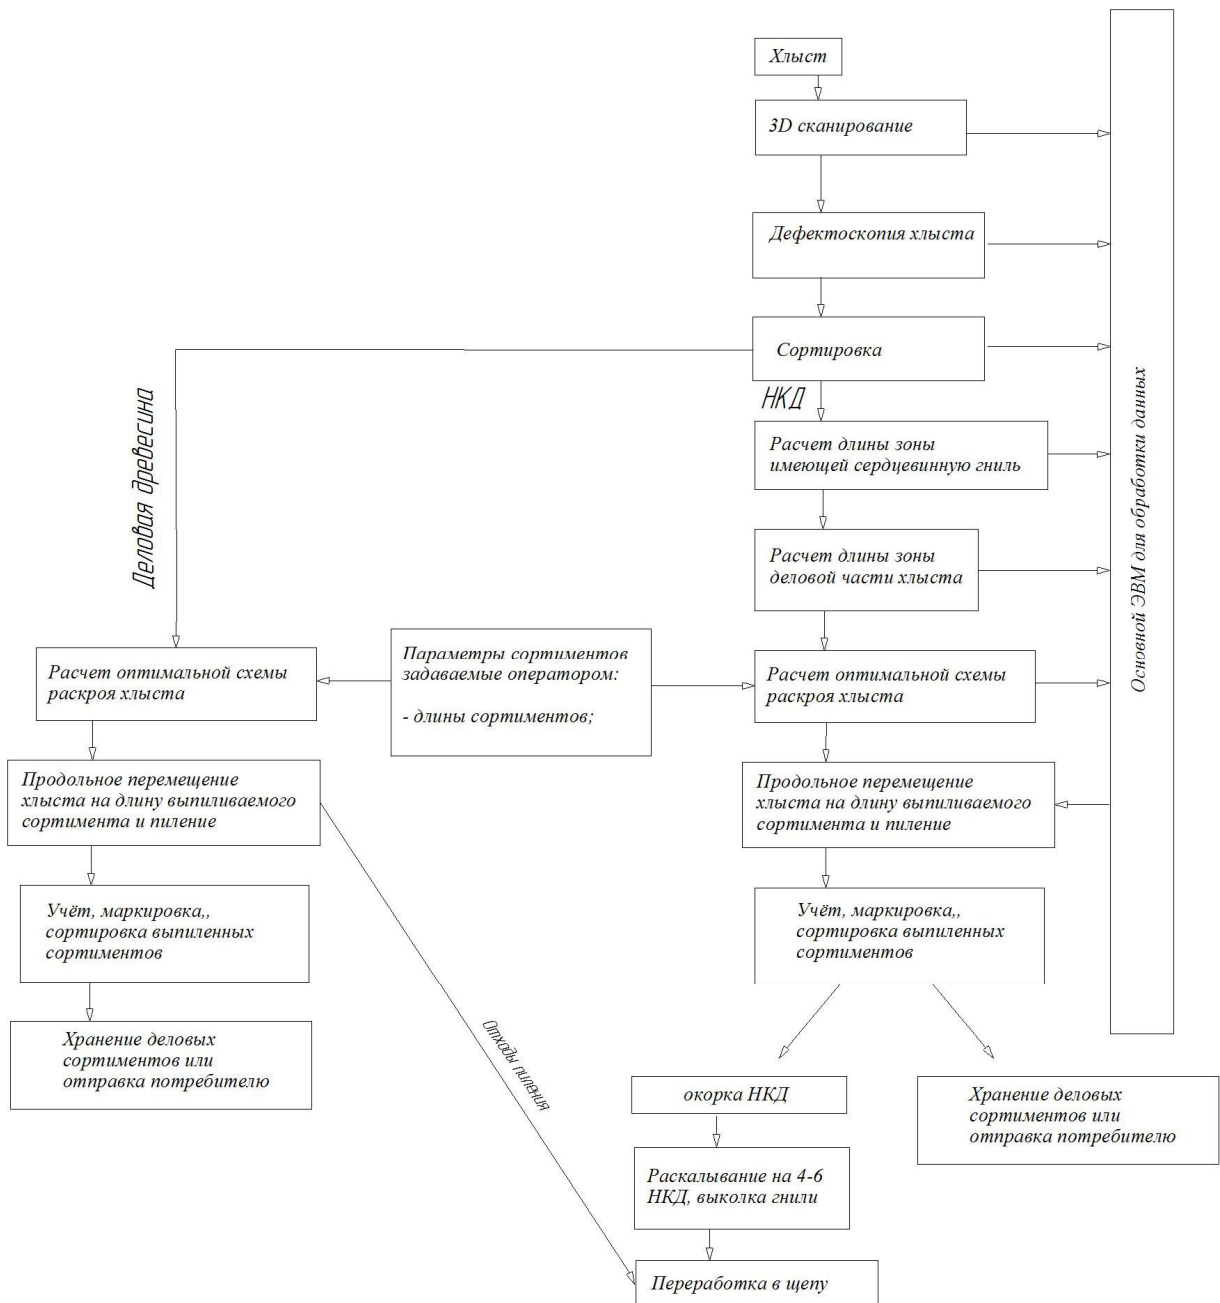 Хлыст
3D сканирование
Дефектоскопия хлыста
Сортировка
Деловая древесина
НКД
Расчет длины зоны
имеющей сердцевинную гниль
Расчет длины зоны
деловой части хлыста
Основной ЭВМ для обработки данных
Расчет оптимальной схемы
раскроя хлыста
Параметры сортиментов
задаваемые оператором:
- длины сортиментов;
Расчет оптимальной схемы
раскроя хлыста
Продольное перемещение
хлыста на длину выпиливаемого
сортимента и пиление
Продольное перемещение
хлыста на длину выпиливаемого
сортимента и пиление
Учёт, маркировка,,
сортировка выпиленных
сортиментов
Учёт, маркировка,,
сортировка выпиленных
сортиментов
Хранение деловых
сортиментов или
отправка потребителю
Отходы пиления
окорка НКД
Хранение деловых
сортиментов или
отправка потребителю
Раскалывание на 4-6
НКД, выколка гнили
Переработка в щепу